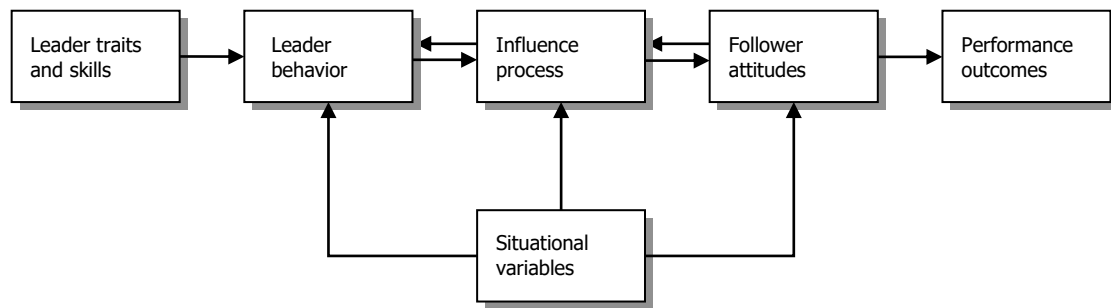 Leader traits
and skills
Leader
behavior
Influence
process
Follower
attitudes
Performance
outcomes
Situational
variables